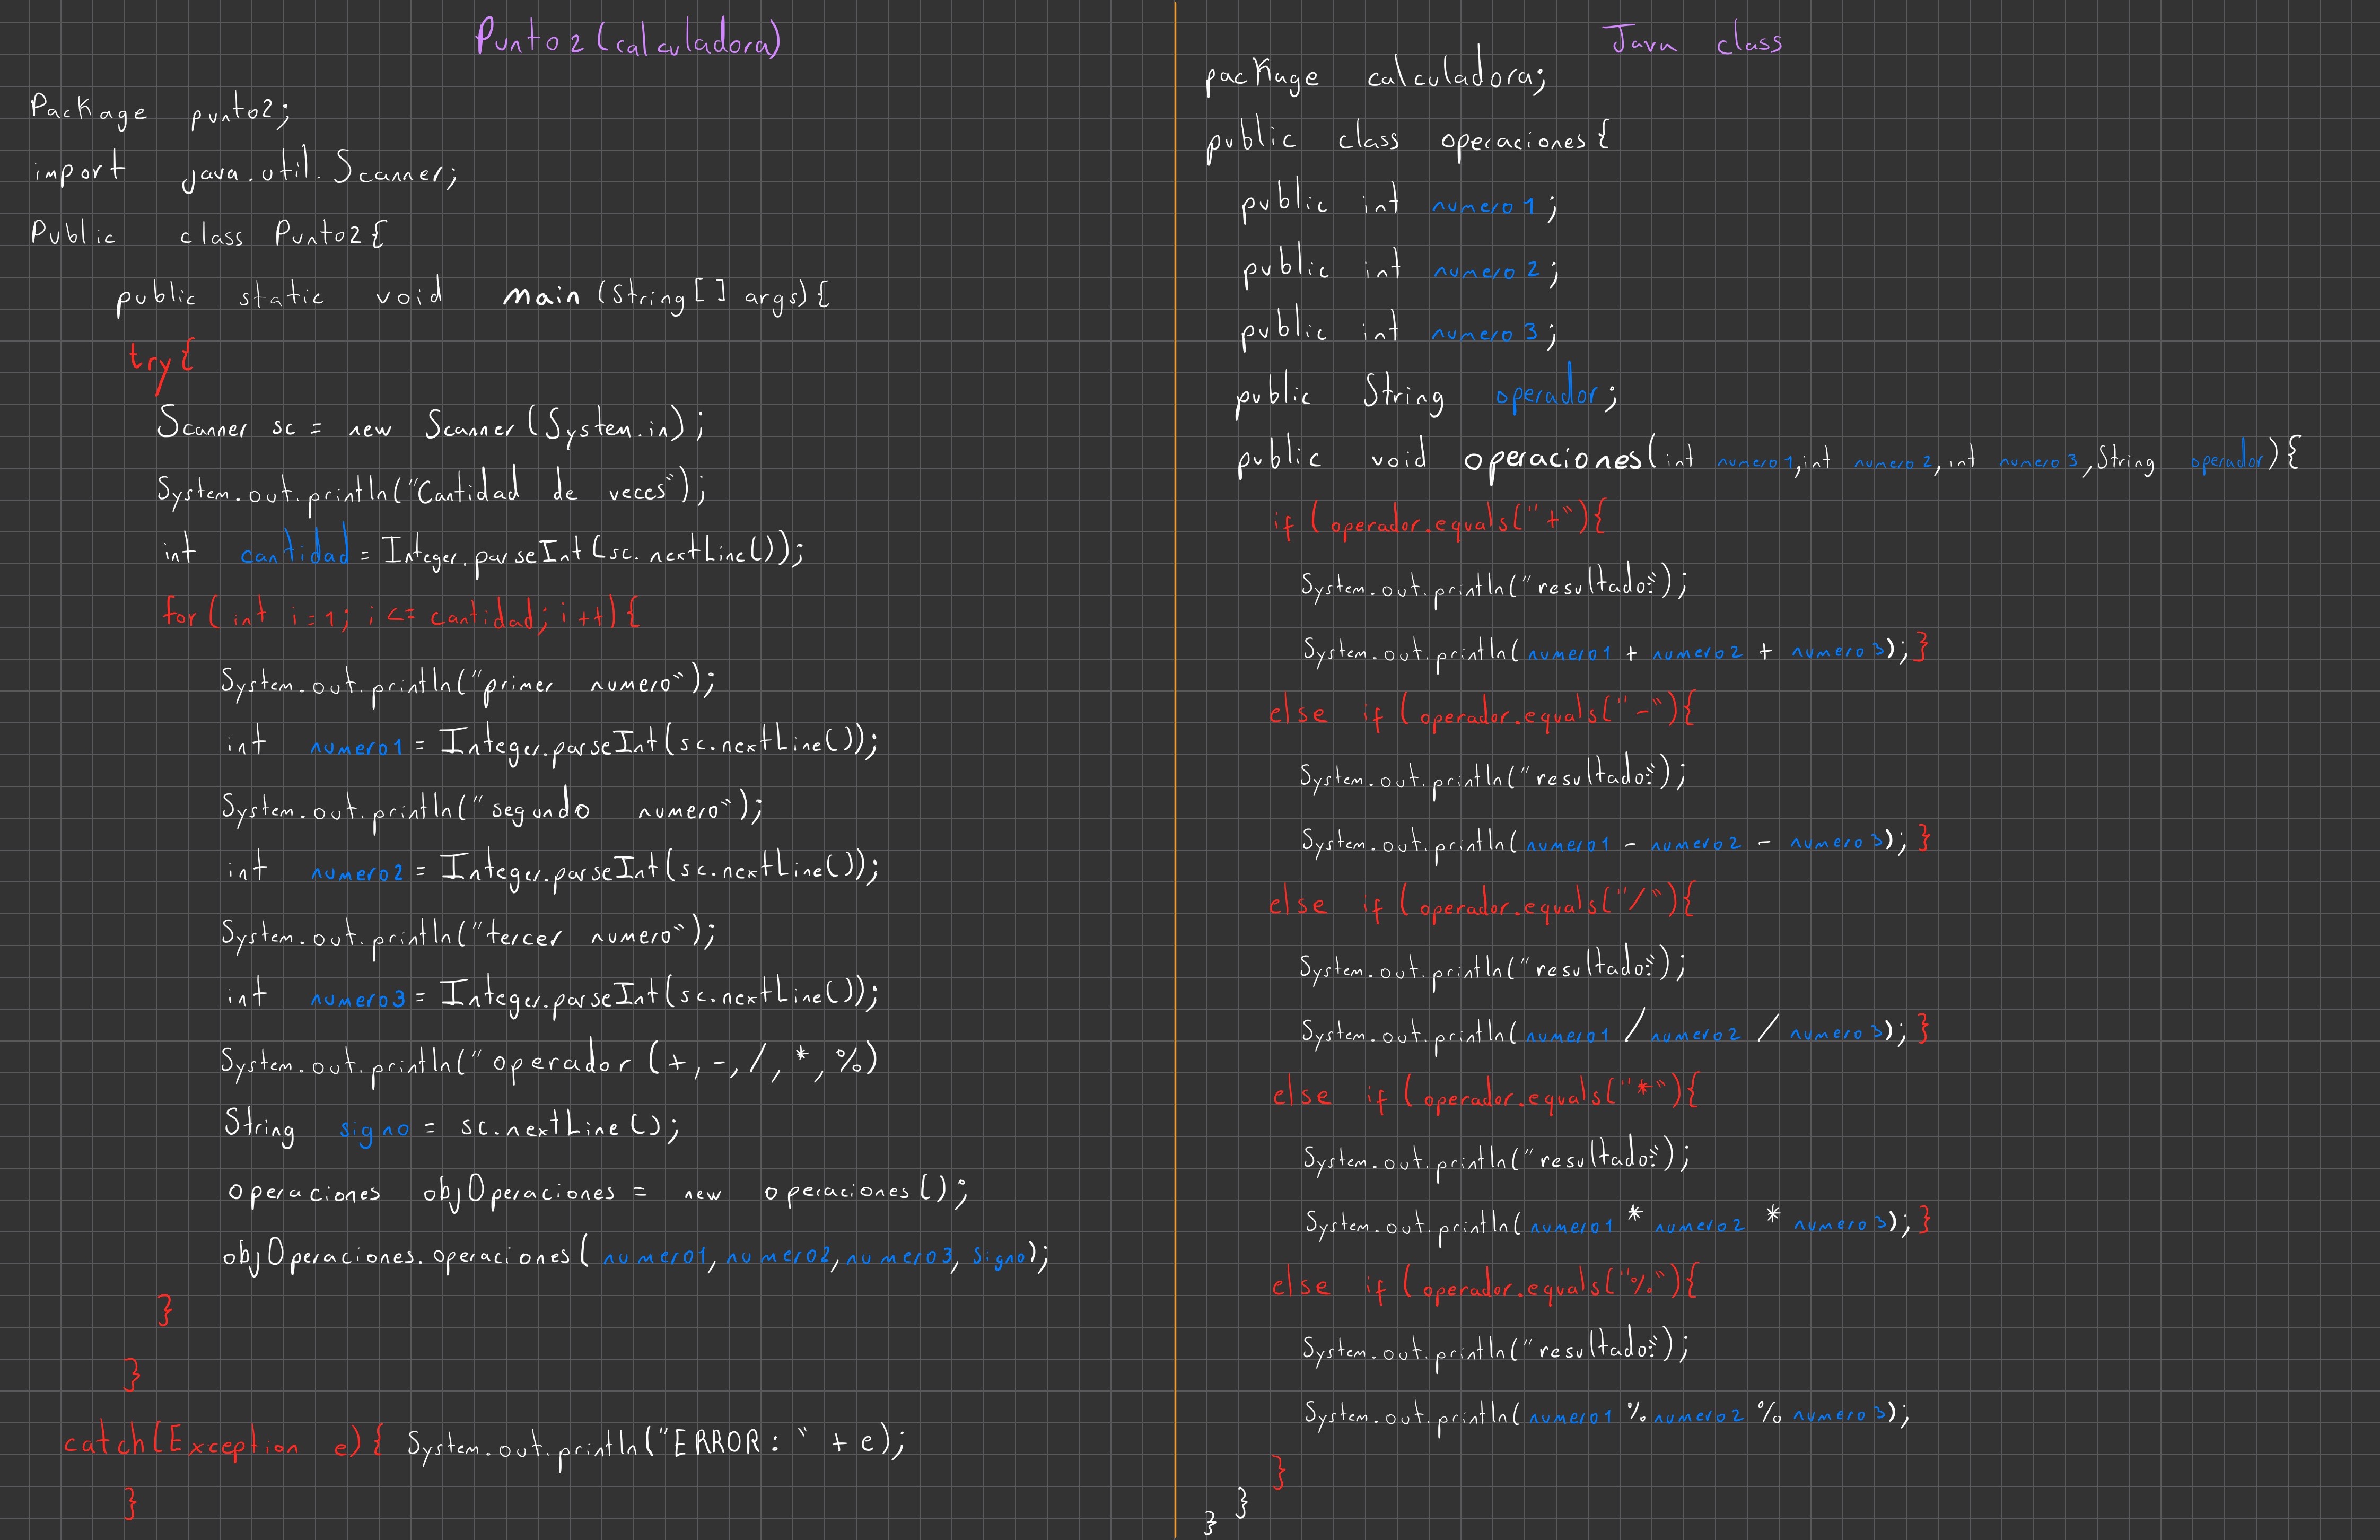 Punto2 (calculadora)
Package punto2;
import java.util.Scanner;
Public class Punto2{
public static void main (String[] args){
try{
Scanner sc = new Scanner(System.in);
System.out.println("Cantidad de veces");
int cantidad = Integer.parseInt(sc.nextLine());
for(int i=1; i<= cantidad; i++){
System.out.println("primer numero");
int numero1 = Integer.parseInt(sc.nextLine());
System.out.println("segundo numero");
int numero2 = Integer.parseInt(sc.nextLine());
System.out.println("tercer numero");
int numero3 = Integer.parseInt(sc.nextLine());
System.out.println("operador (+,-,/,*,%)
String signo = sc.nextLine();
operaciones objOperaciones = new operaciones();
objOperaciones.operaciones(numero1, numero2, numero3, signo);
}
}
catch(Exception e){ System.out.println("ERROR: " + e);
}
Java class
package calculadora;
public class operaciones{
public int numero1;
public int numero2;
public int numero3;
public String operador;
public void operaciones(int numero1, int numero2, int numero3, String operador){
if (operador.equals("+"){
System.out.println("resultado:");
System.out.println(numero1 + numero2 + numero3);}
else if (operador.equals("-"){
System.out.println("resultado:");
System.out.println(numero1 - numero2 - numero3);}
else if (operador.equals("/"){
System.out.println("resultado:");
System.out.println(numero1 / numero2 / numero3);}
else if (operador.equals("*"){
System.out.println("resultado:");
System.out.println(numero1 * numero2 * numero3);}
else if (operador.equals("%"){
System.out.println("resultado:");
System.out.println(numero1 % numero2 % numero3);
}
}
}